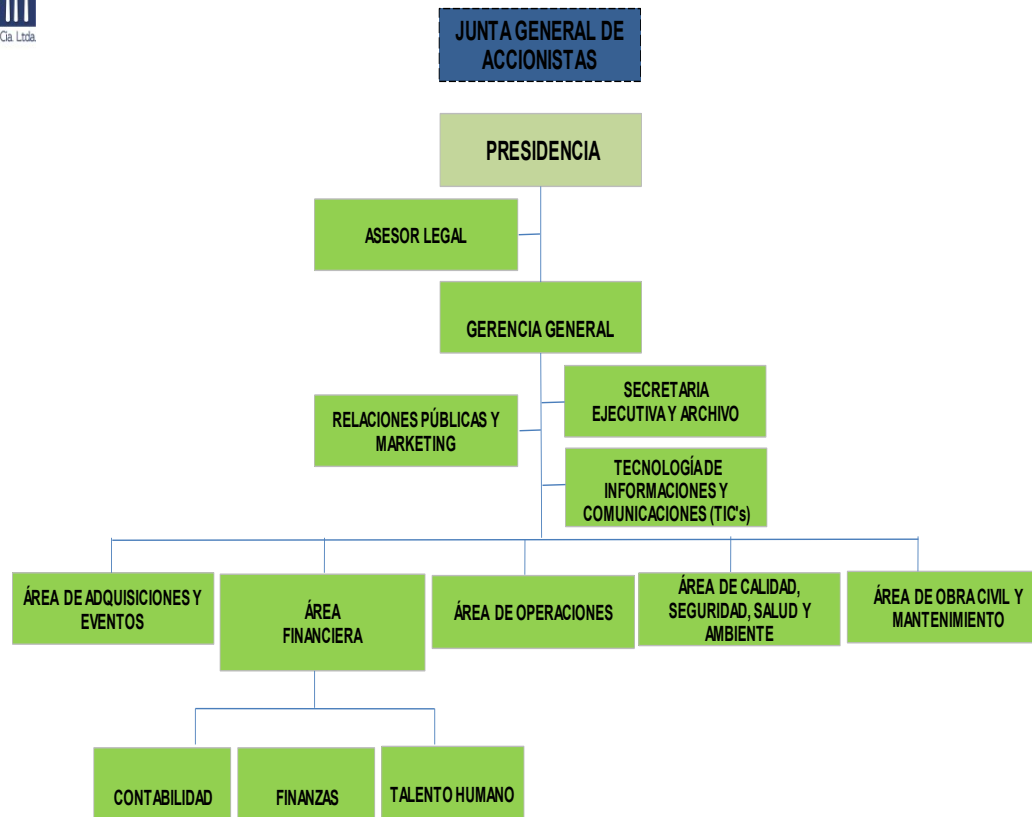 Cia. Ltda.
JUNTA GENERAL DE
ACCIONISTAS
PRESIDENCIA
ASESOR LEGAL
GERENCIA GENERAL
SECRETARIA
EJECUTIVA Y ARCHIVO
RELACIONES PÚBLICAS Y
MARKETING
TECNOLOGÍA DE
INFORMACIONES Y
COMUNICACIONES (TIC's)
ÁREA DE ADQUISICIONES Y
EVENTOS
ÁREA
FINANCIERA
ÁREA DE OPERACIONES
ÁREA DE CALIDAD,
SEGURIDAD, SALUD Y
AMBIENTE
ÁREA DE OBRA CIVIL Y
MANTENIMIENTO
CONTABILIDAD
FINANZAS
TALENTO HUMANO